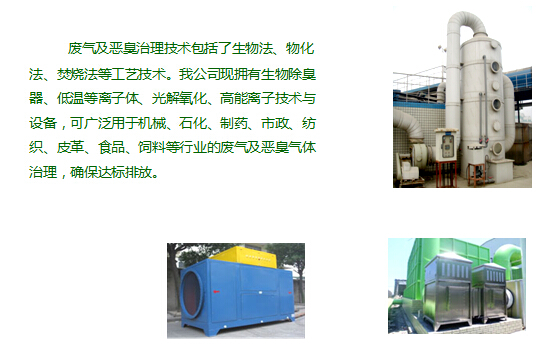 废气及恶臭治理技术包括了生物法、物化
法、焚烧法等工艺技术。我公司现拥有生物除臭
器、低温等离子体、光解氧化、高能离子技术与
设备，可广泛用于机械、石化、制药、市政、纺
织、皮革、食品、饲料等行业的废气及恶臭气体
治理，确保达标排放。